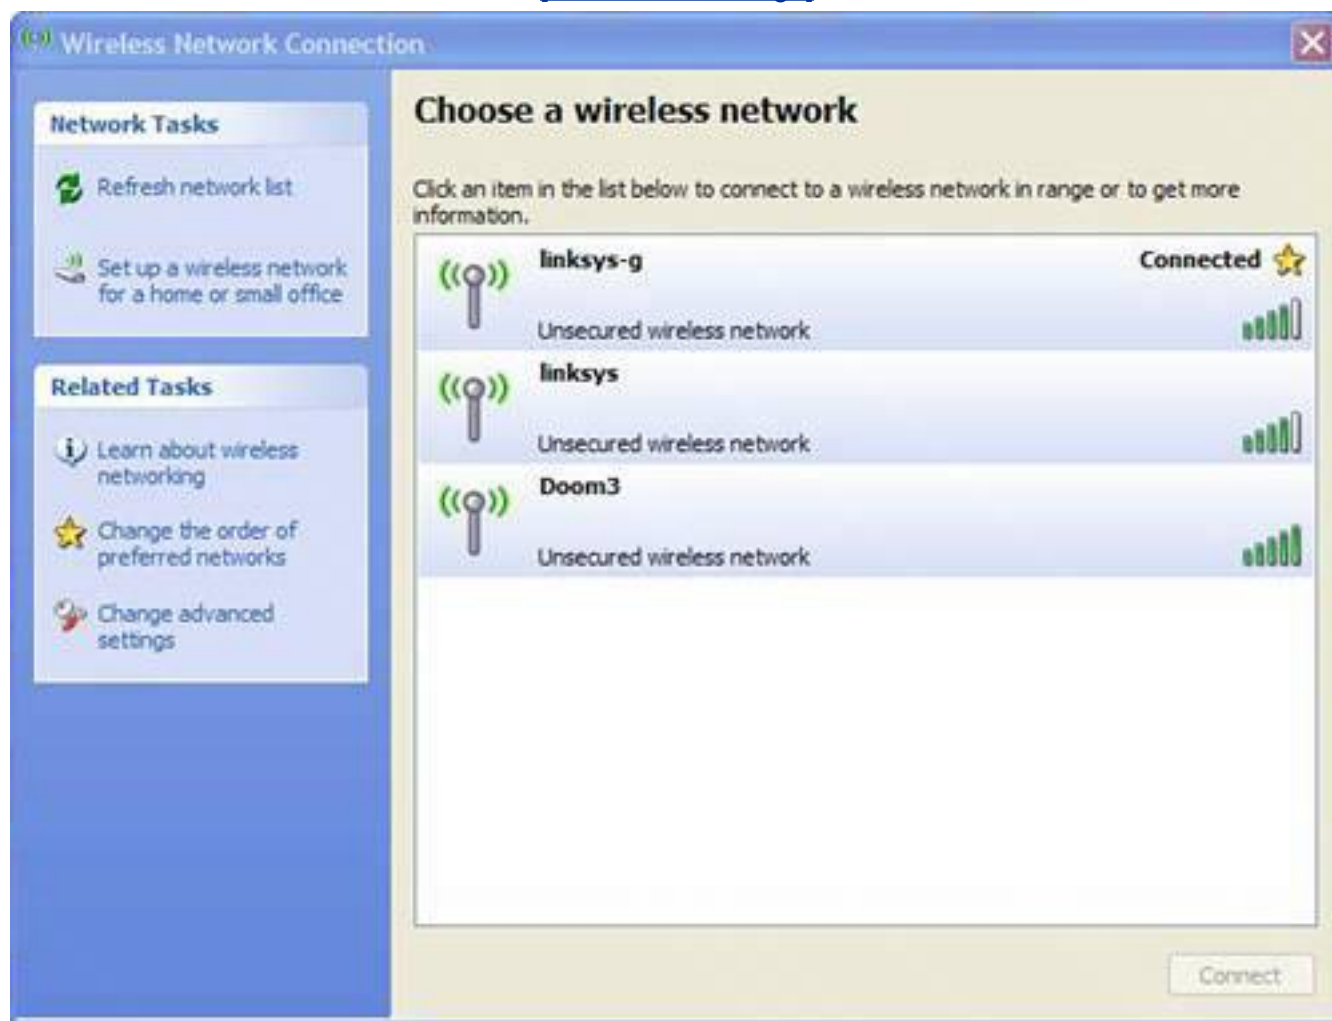 Wireless Network Connection
Network Tasks
Refresh network list
Set up a wireless network
for a home or small office
Related Tasks
Learn about wireless
networking
Change the order of
preferred networks
Change advanced
settings
Choose a wireless network
Click an item in the list below to connect to a wireless network in range or to get more
information.
linksys-g
Connected
Unsecured wireless network
linksys
Unsecured wireless network
Doom3
Unsecured wireless network
Connect